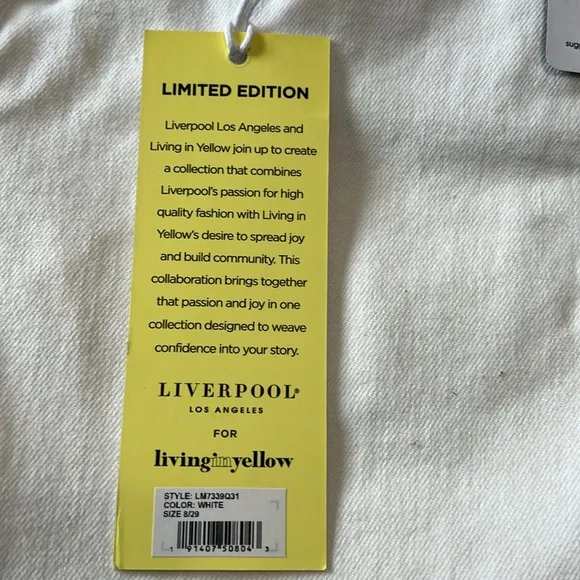 LIMITED EDITION
Liverpool Los Angeles and
Living in Yellow join up to create
a collection that combines
Liverpool's passion for high
quality fashion with Living in
Yellow's desire to spread joy
and build community. This
collaboration brings together
that passion and joy in one
collection designed to weave
confidence into your story.
LIVERPOOL®
LOS ANGELES
FOR
livinginyellow
STYLE: LM7339Q31
COLOR: WHITE
SIZE 8/29
1 91407 50804 3